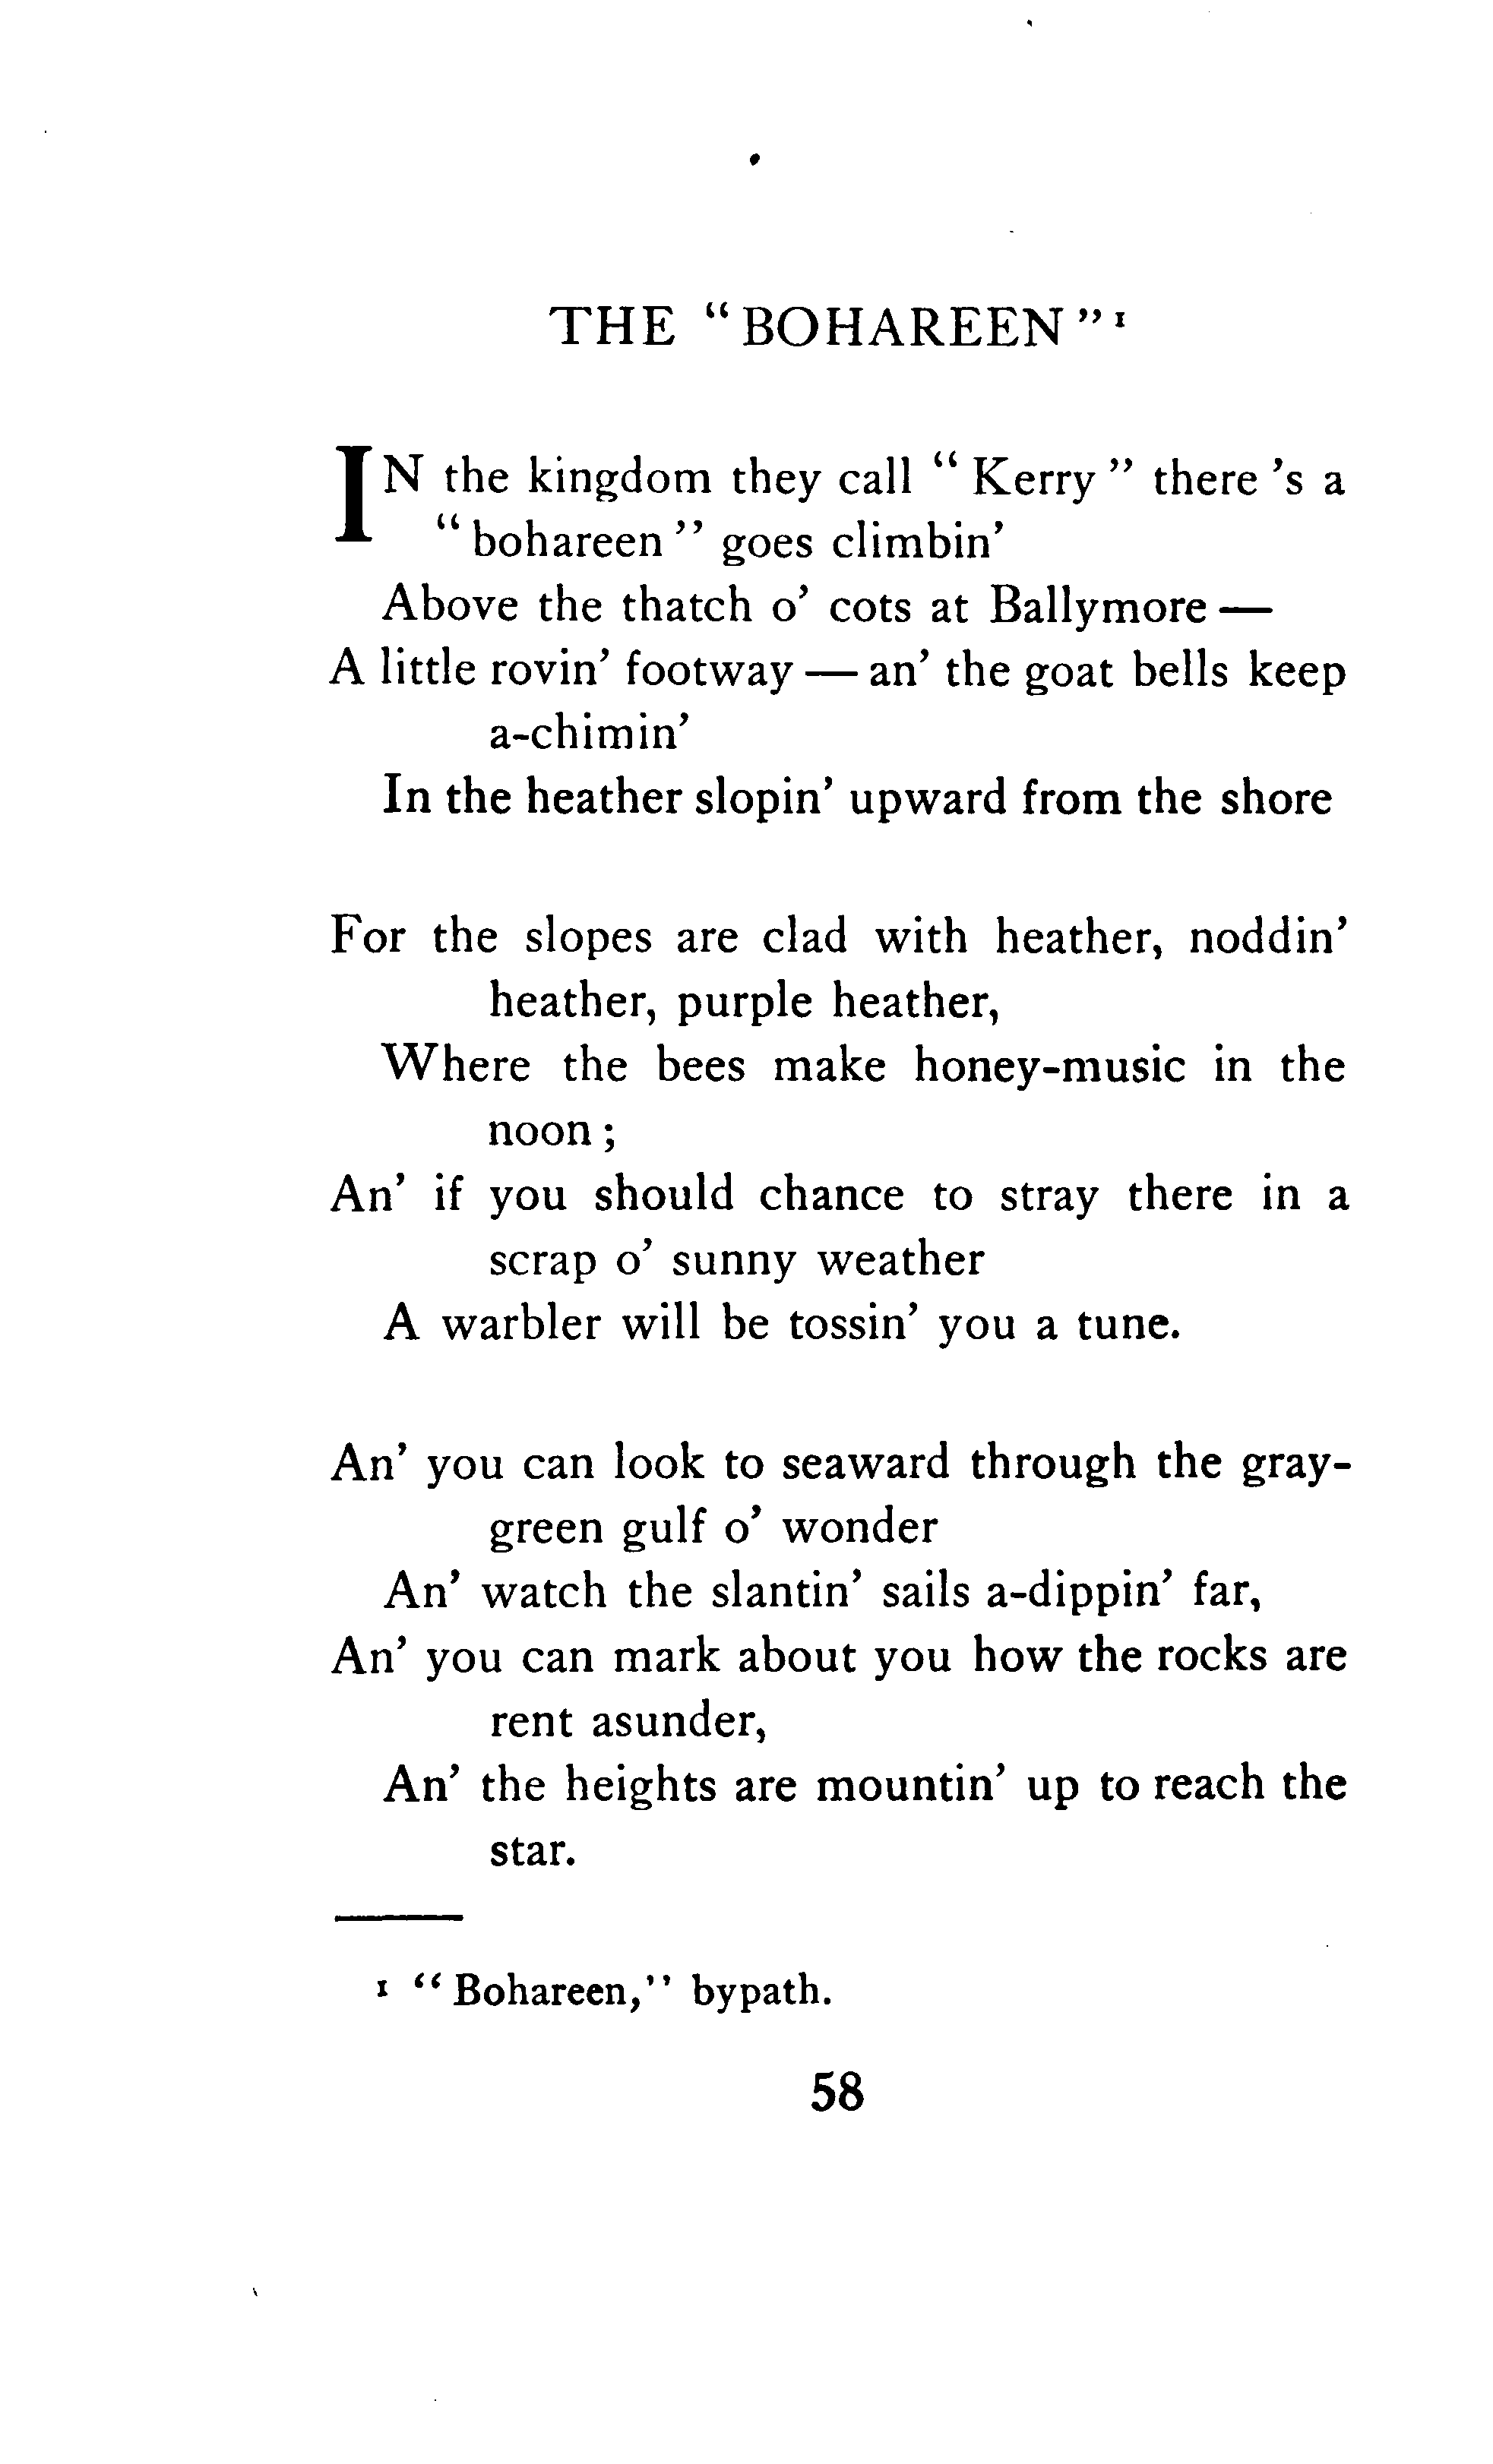 THE "BOHAREEN"¹
IN the kingdom they call "Kerry" there 's a
"bohareen" goes climbin'
Above the thatch o' cots at Ballymore —
A little rovin' footway — an' the goat bells keep
a-chimin'
In the heather slopin' upward from the shore
For the slopes are clad with heather, noddin'
heather, purple heather,
Where the bees make honey-music in the
noon;
An' if you should chance to stray there in a
scrap o' sunny weather
A warbler will be tossin' you a tune.
An' you can look to seaward through the gray-
green gulf o' wonder
An' watch the slantin' sails a-dippin' far,
An' you can mark about you how the rocks are
rent asunder,
An' the heights are mountin' up to reach the
star.
¹ "Bohareen," bypath.
58